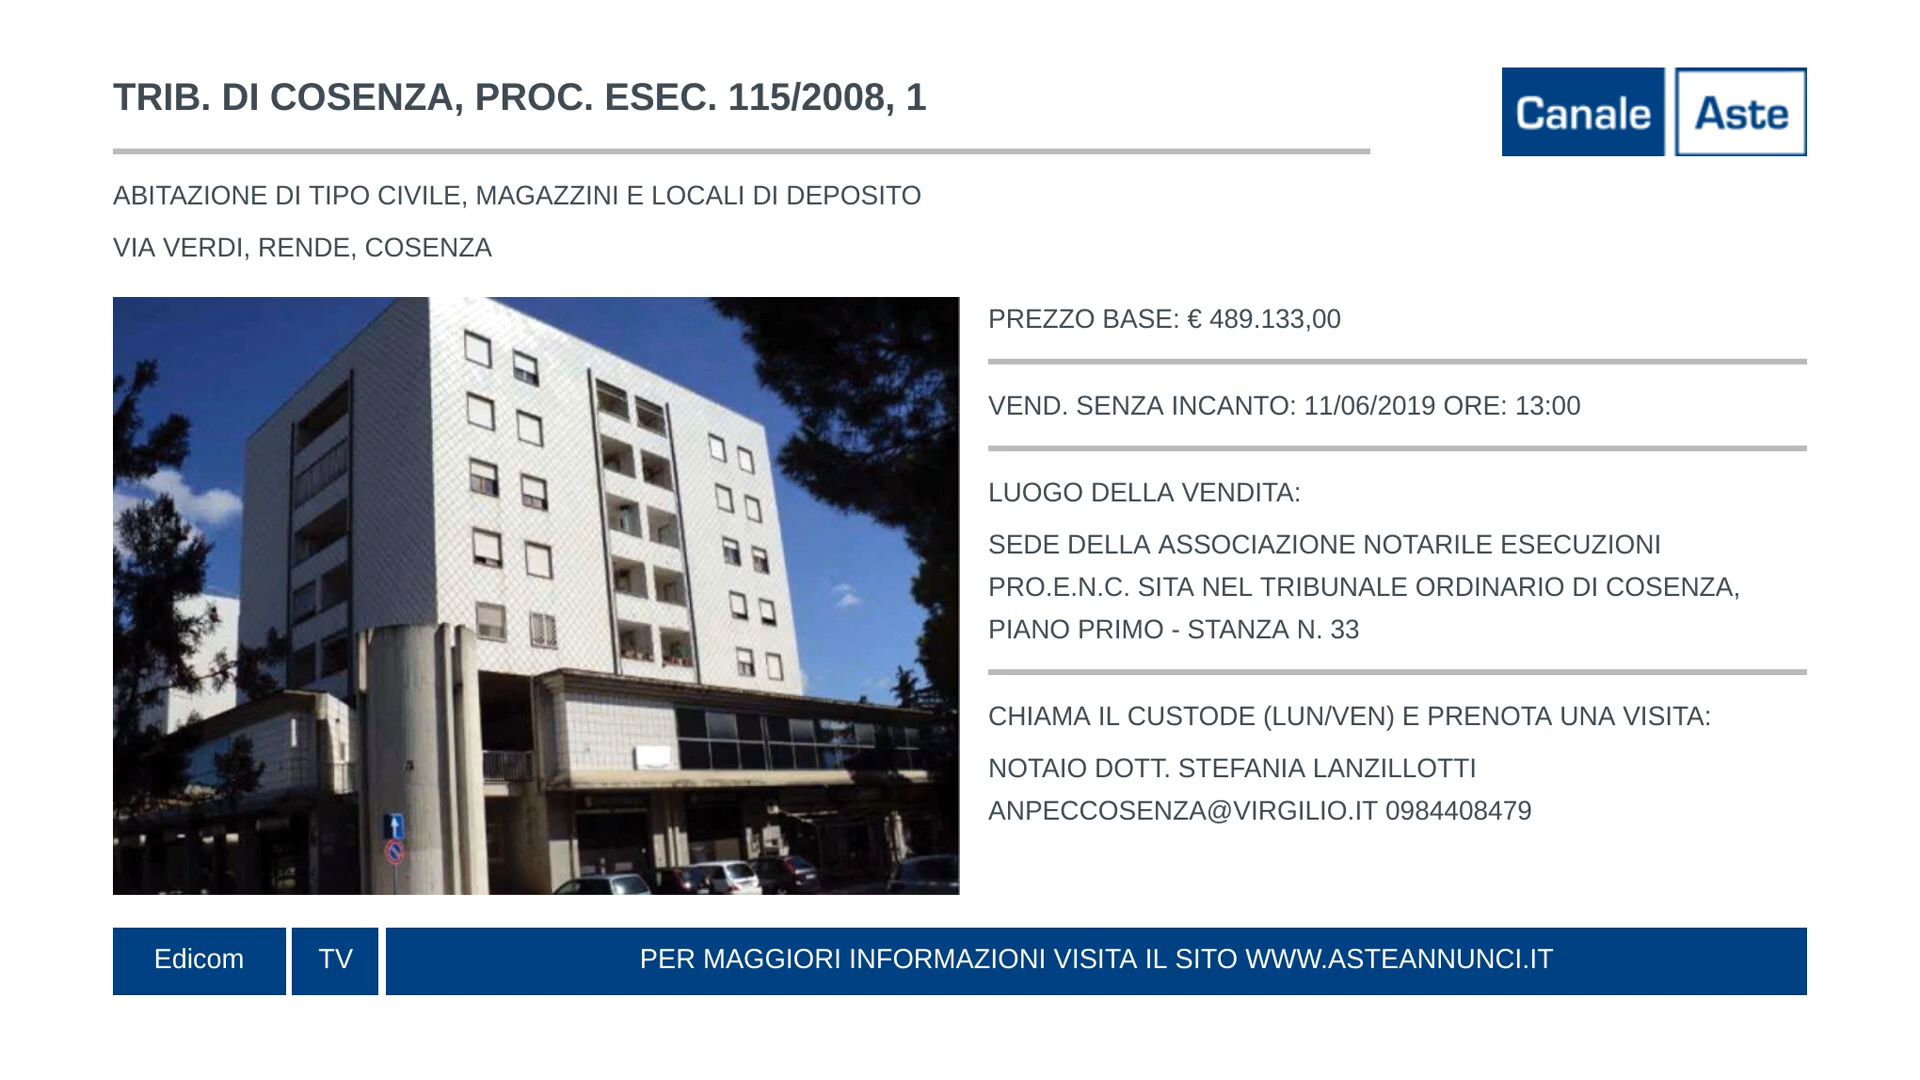 TRIB. DI COSENZA, PROC. ESEC. 115/2008, 1
Canale Aste
ABITAZIONE DI TIPO CIVILE, MAGAZZINI E LOCALI DI DEPOSITO
VIA VERDI, RENDE, COSENZA
PREZZO BASE: € 489.133,00
VEND. SENZA INCANTO: 11/06/2019 ORE: 13:00
LUOGO DELLA VENDITA:
SEDE DELLA ASSOCIAZIONE NOTARILE ESECUZIONI
PRO.E.N.C. SITA NEL TRIBUNALE ORDINARIO DI COSENZA,
PIANO PRIMO - STANZA N. 33
CHIAMA IL CUSTODE (LUN/VEN) E PRENOTA UNA VISITA:
NOTAIO DOTT. STEFANIA LANZILLOTTI
ANPECCOSENZA@VIRGILIO.IT 0984408479
Edicom TV PER MAGGIORI INFORMAZIONI VISITA IL SITO WWW.ASTEANNUNCI.IT